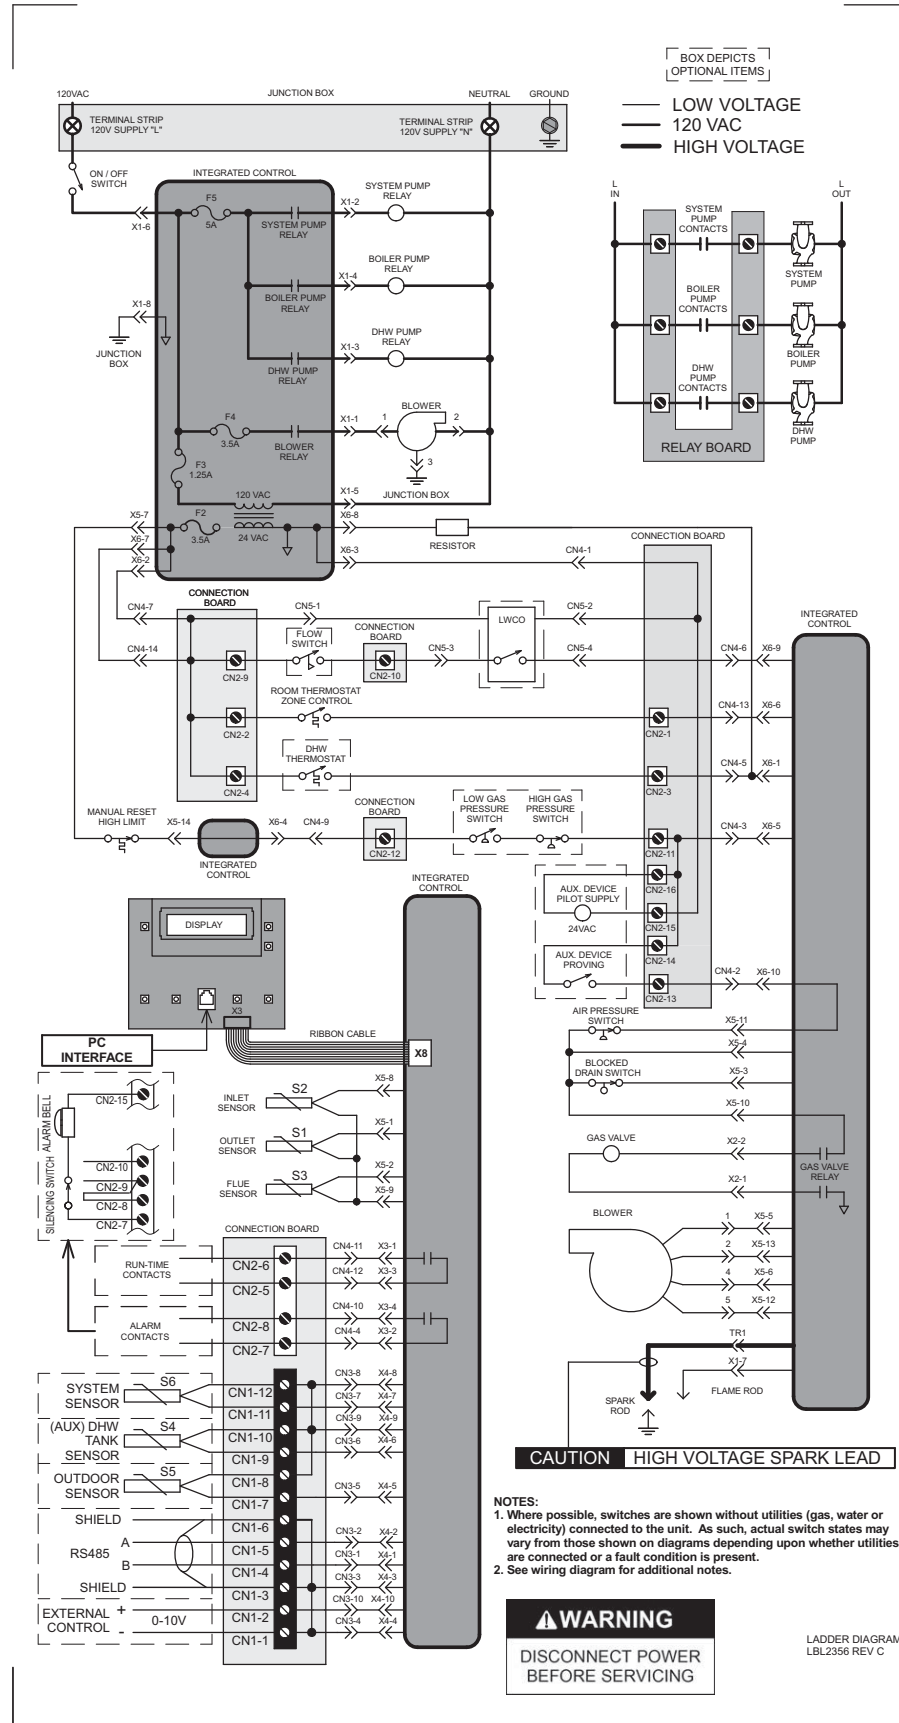 BOX DEPICTS
OPTIONAL ITEMS
120VAC
JUNCTION BOX
NEUTRAL
GROUND
TERMINAL STRIP
120V SUPPLY "L"
TERMINAL STRIP
120V SUPPLY "N"
LOW VOLTAGE
120 VAC
HIGH VOLTAGE
ON / OFF
SWITCH
INTEGRATED CONTROL
X1-6
F5
5A
SYSTEM PUMP
RELAY
X1-2
SYSTEM PUMP
RELAY
BOILER PUMP
RELAY
X1-4
BOILER PUMP
RELAY
X1-8
JUNCTION
BOX
DHW PUMP
RELAY
X1-3
DHW PUMP
RELAY
F4
3.5A
BLOWER
RELAY
X1-1
1
BLOWER
2
3
JUNCTION BOX
F3
1.25A
120 VAC
X1-5
X5-7
F2
3.5A
24 VAC
X6-8
RESISTOR
X6-7
X6-2
X6-3
CN4-1
L
IN
L
OUT
SYSTEM
PUMP
CONTACTS
SYSTEM
PUMP
BOILER
PUMP
CONTACTS
BOILER
PUMP
DHW
PUMP
CONTACTS
DHW
PUMP
RELAY BOARD
CONNECTION BOARD
CONNECTION
BOARD
CN4-7
CN5-1
LWCO
CN5-2
INTEGRATED
CONTROL
FLOW
SWITCH
CONNECTION
BOARD
CN4-14
CN2-9
CN2-10
CN5-3
CN5-4
CN4-6
X6-9
ROOM THERMOSTAT
ZONE CONTROL
CN2-2
CN2-1
CN4-13
X6-6
DHW
THERMOSTAT
CN2-4
CN2-3
CN4-5
X6-1
MANUAL RESET
HIGH LIMIT
X5-14
INTEGRATED
CONTROL
X6-4
CN4-9
CONNECTION
BOARD
CN2-12
LOW GAS
PRESSURE
SWITCH
HIGH GAS
PRESSURE
SWITCH
CN2-11
CN4-3
X6-5
CN2-16
AUX. DEVICE
PILOT SUPPLY
24VAC
CN2-15
CN2-14
AUX. DEVICE
PROVING
CN2-13
CN4-2
X6-10
INTEGRATED
CONTROL
DISPLAY
X3
RIBBON CABLE
X8
PC
INTERFACE
AIR PRESSURE
SWITCH
X5-11
X5-4
BLOCKED
DRAIN SWITCH
X5-3
X5-10
GAS VALVE
X2-2
GAS VALVE
RELAY
X2-1
BLOWER
1
X5-5
2
X5-13
4
X5-6
5
X5-12
TR1
X1-7
SPARK
ROD
FLAME ROD
CN2-15
ALARM BELL
SILENCING SWITCH
CN2-10
CN2-9
CN2-8
CN2-7
INLET
SENSOR
S2
X5-8
OUTLET
SENSOR
S1
X5-1
FLUE
SENSOR
S3
X5-2
X5-9
CONNECTION BOARD
RUN-TIME
CONTACTS
CN2-6
CN4-11
X3-1
CN2-5
CN4-12
X3-3
ALARM
CONTACTS
CN2-8
CN4-10
X3-4
CN2-7
CN4-4
X3-2
SYSTEM
SENSOR
S6
CN1-12
CN3-8
X4-8
CN1-11
CN3-7
X4-7
(AUX) DHW
TANK
SENSOR
S4
CN1-10
CN3-9
X4-9
CN1-9
CN3-6
X4-6
OUTDOOR
SENSOR
S5
CN1-8
CN1-7
CN3-5
X4-5
SHIELD
CN1-6
RS485
A
CN1-5
CN3-2
X4-2
B
CN1-4
CN3-1
X4-1
SHIELD
CN1-3
CN3-3
X4-3
EXTERNAL
CONTROL
+
-
0-10V
CN1-2
CN3-10
X4-10
CN1-1
CN3-4
X4-4
CAUTION HIGH VOLTAGE SPARK LEAD
NOTES:
1. Where possible, switches are shown without utilities (gas, water or
electricity) connected to the unit. As such, actual switch states may
vary from those shown on diagrams depending upon whether utilities
are connected or a fault condition is present.
2. See wiring diagram for additional notes.
WARNING
DISCONNECT POWER
BEFORE SERVICING
LADDER DIAGRAM
LBL2356 REV C